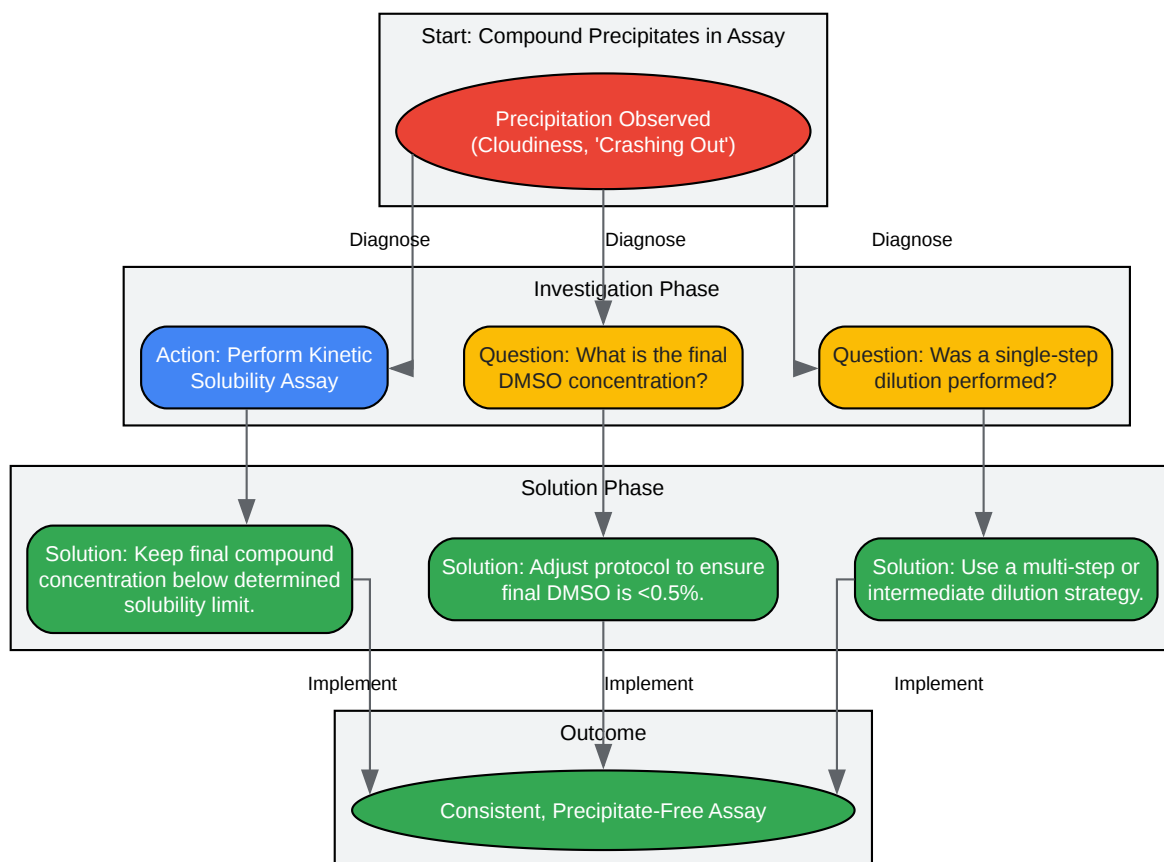 Start: Compound Precipitates in Assay
Precipitation Observed
(Cloudiness, 'Crashing Out')
Diagnose
Diagnose
Diagnose
Investigation Phase
Action: Perform Kinetic
Solubility Assay
Question: What is the final
DMSO concentration?
Question: Was a single-step
dilution performed?
Solution Phase
Solution: Keep final compound
concentration below determined
solubility limit.
Solution: Adjust protocol to ensure
final DMSO is <0.5%.
Solution: Use a multi-step or
intermediate dilution strategy.
Implement
Implement
Implement
Outcome
Consistent, Precipitate-Free Assay